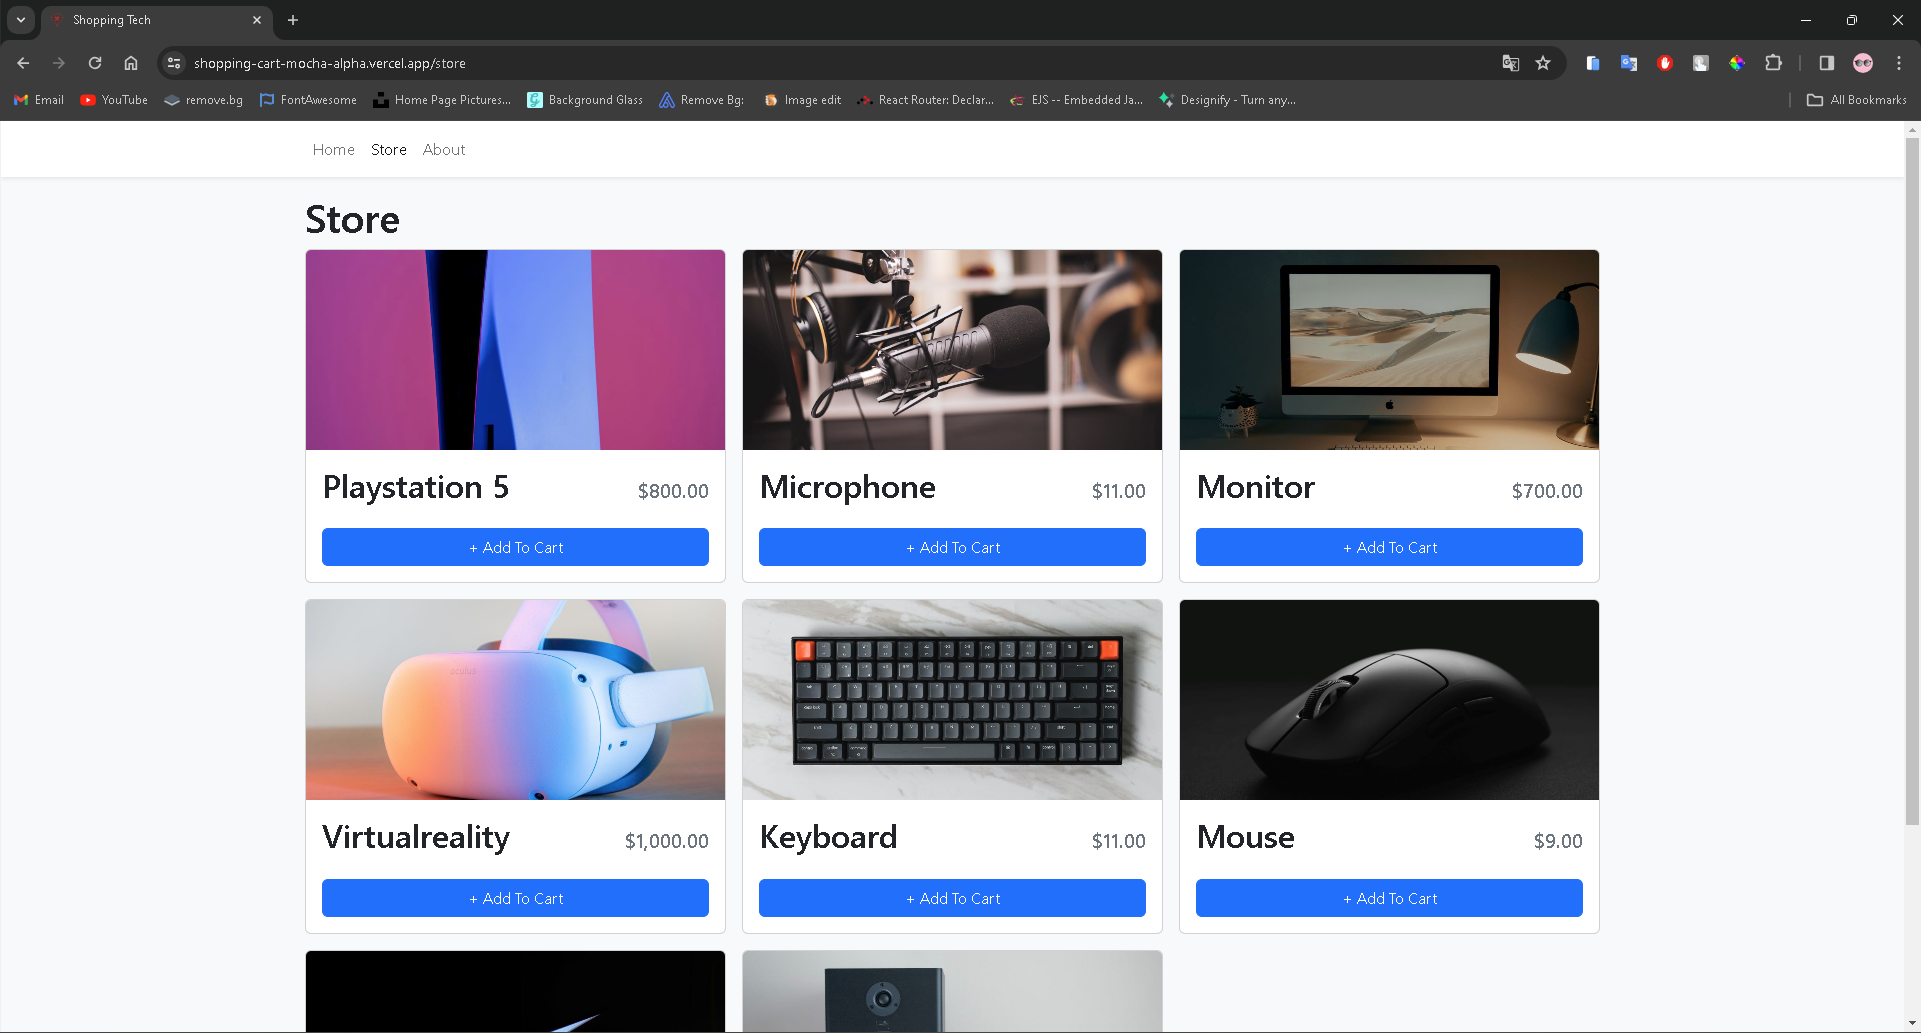 Shopping Tech
shopping-cart-mocha-alpha.vercel.app/store
Email YouTube remove.bg FontAwesome Home Page Pictures... Background Glass Remove Bg: Image edit React Router: Declar... EJS -- Embedded Ja... Designify - Turn any... All Bookmarks
Home Store About
Store
Playstation 5 $800.00
+ Add To Cart
Microphone $11.00
+ Add To Cart
Monitor $700.00
+ Add To Cart
oculus
Virtualreality $1,000.00
+ Add To Cart
Keyboard $11.00
+ Add To Cart
Mouse $9.00
+ Add To Cart